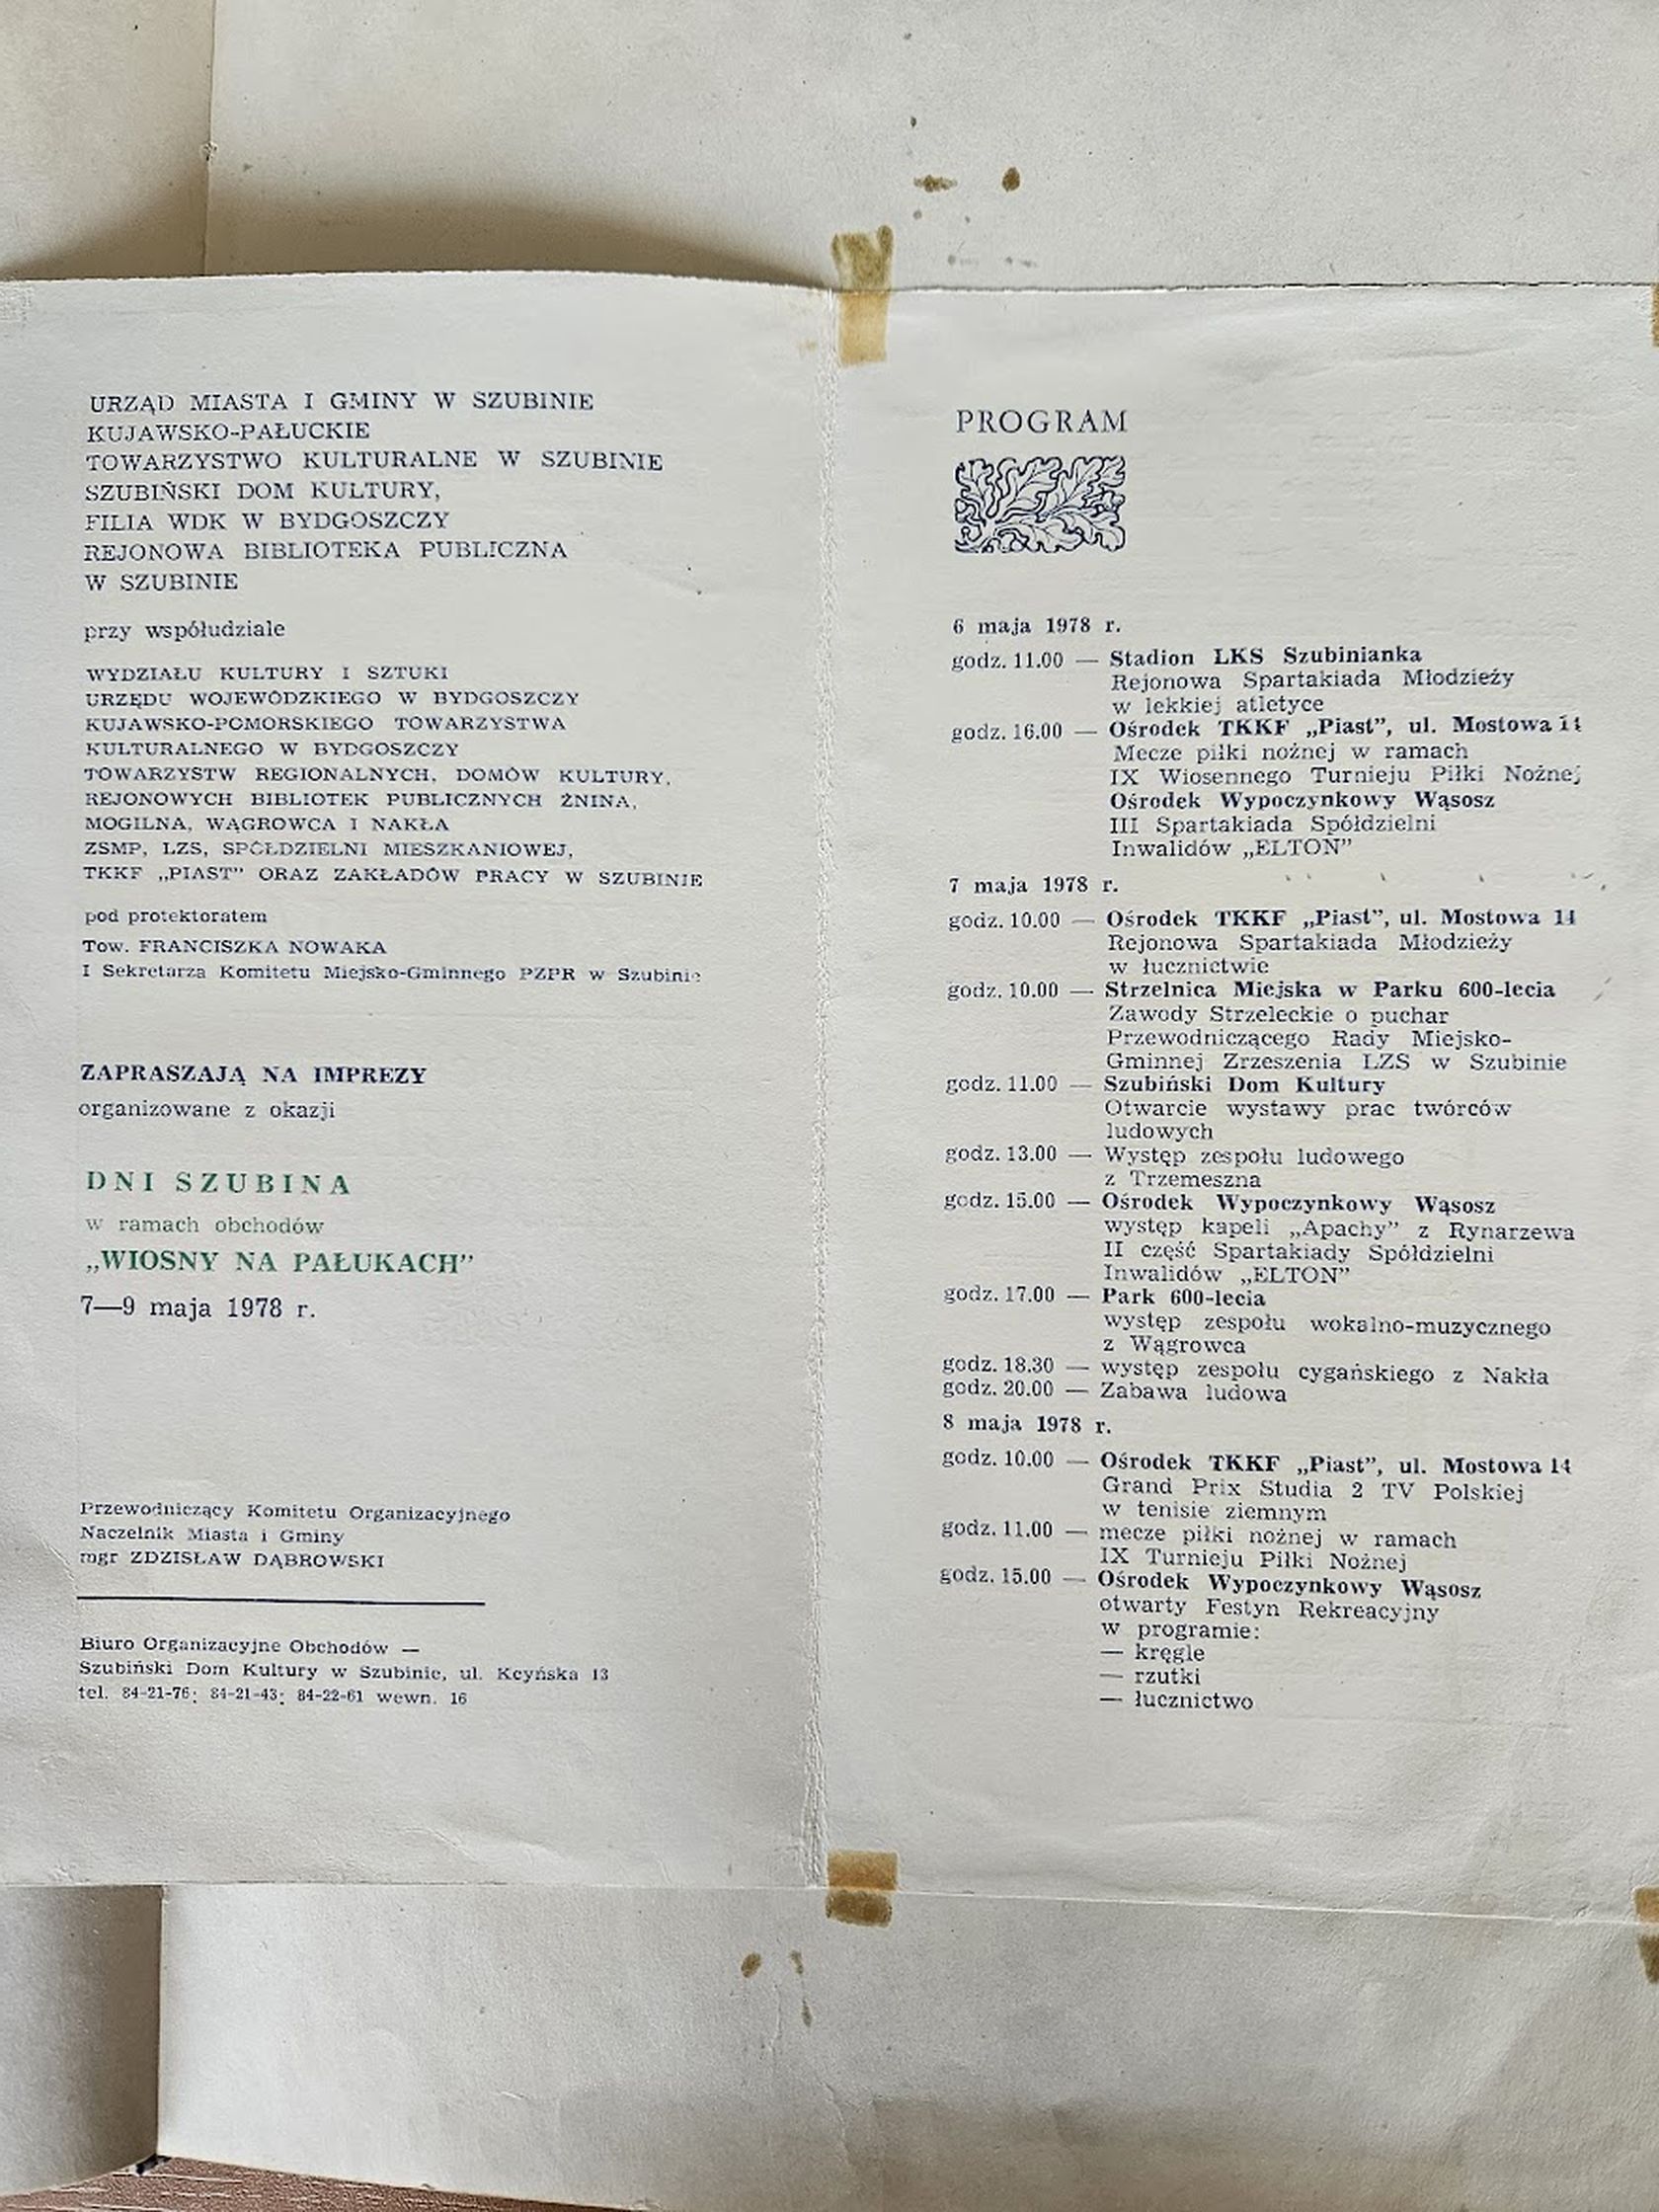 URZĄD MIASTA I GMINY W SZUBINIE
KUJAWSKO-PAŁUCKIE
TOWARZYSTWO KULTURALNE W SZUBINIE
SZUBIŃSKI DOM KULTURY,
FILIA WDK W BYDGOSZCZY
REJONOWA BIBLIOTEKA PUBLICZNA
W SZUBINIE
przy współudziale
WYDZIAŁU KULTURY I SZTUKI
URZĘDU WOJEWÓDZKIEGO W BYDGOSZCZY
KUJAWSKO-POMORSKIEGO TOWARZYSTWA
KULTURALNEGO W BYDGOSZCZY
TOWARZYSTW REGIONALNYCH, DOMÓW KULTURY,
REJONOWYCH BIBLIOTEK PUBLICZNYCH ŻNINA,
MOGILNA, WĄGROWCA I NAKŁA
ZSMP, LZS, SPÓŁDZIELNI MIESZKANIOWEJ,
TKKF „PIAST” ORAZ ZAKŁADÓW PRACY W SZUBINIE
pod protektoratem
Tow. FRANCISZKA NOWAKA
I Sekretarza Komitetu Miejsko-Gminnego PZPR w Szubinie
ZAPRASZAJĄ NA IMPREZY
organizowane z okazji
DNI SZUBINA
w ramach obchodów
„WIOSNY NA PAŁUKACH”
7—9 maja 1978 r.
Przewodniczący Komitetu Organizacyjnego
Naczelnik Miasta i Gminy
mgr ZDZISŁAW DĄBROWSKI
Biuro Organizacyjne Obchodów —
Szubiński Dom Kultury w Szubinie, ul. Kcyńska 13
tel. 84-21-76; 84-21-43; 84-22-61 wewn. 16
PROGRAM
6 maja 1978 r.
godz. 11.00 — Stadion LKS Szubinianka
Rejonowa Spartakiada Młodzieży
w lekkiej atletyce
godz. 16.00 — Ośrodek TKKF „Piast”, ul. Mostowa 14
Mecze piłki nożnej w ramach
IX Wiosennego Turnieju Piłki Nożnej
Ośrodek Wypoczynkowy Wąsosz
III Spartakiada Spółdzielni
Inwalidów „ELTON”
7 maja 1978 r.
godz. 10.00 — Ośrodek TKKF „Piast”, ul. Mostowa 14
Rejonowa Spartakiada Młodzieży
w łucznictwie
godz. 10.00 — Strzelnica Miejska w Parku 600-lecia
Zawody Strzeleckie o puchar
Przewodniczącego Rady Miejsko-
Gminnej Zrzeszenia LZS w Szubinie
godz. 11.00 — Szubiński Dom Kultury
Otwarcie wystawy prac twórców
ludowych
godz. 13.00 — Występ zespołu ludowego
z Trzemeszna
godz. 15.00 — Ośrodek Wypoczynkowy Wąsosz
występ kapeli „Apachy” z Rynarzewa
II część Spartakiady Spółdzielni
Inwalidów „ELTON”
godz. 17.00 — Park 600-lecia
występ zespołu wokalno-muzycznego
z Wągrowca
godz. 18.30 — występ zespołu cygańskiego z Nakła
godz. 20.00 — Zabawa ludowa
8 maja 1978 r.
godz. 10.00 — Ośrodek TKKF „Piast”, ul. Mostowa 14
Grand Prix Studia 2 TV Polskiej
w tenisie ziemnym
godz. 11.00 — mecze piłki nożnej w ramach
IX Turnieju Piłki Nożnej
godz. 15.00 — Ośrodek Wypoczynkowy Wąsosz
otwarty Festyn Rekreacyjny
w programie:
— kręgle
— rzutki
— łucznictwo